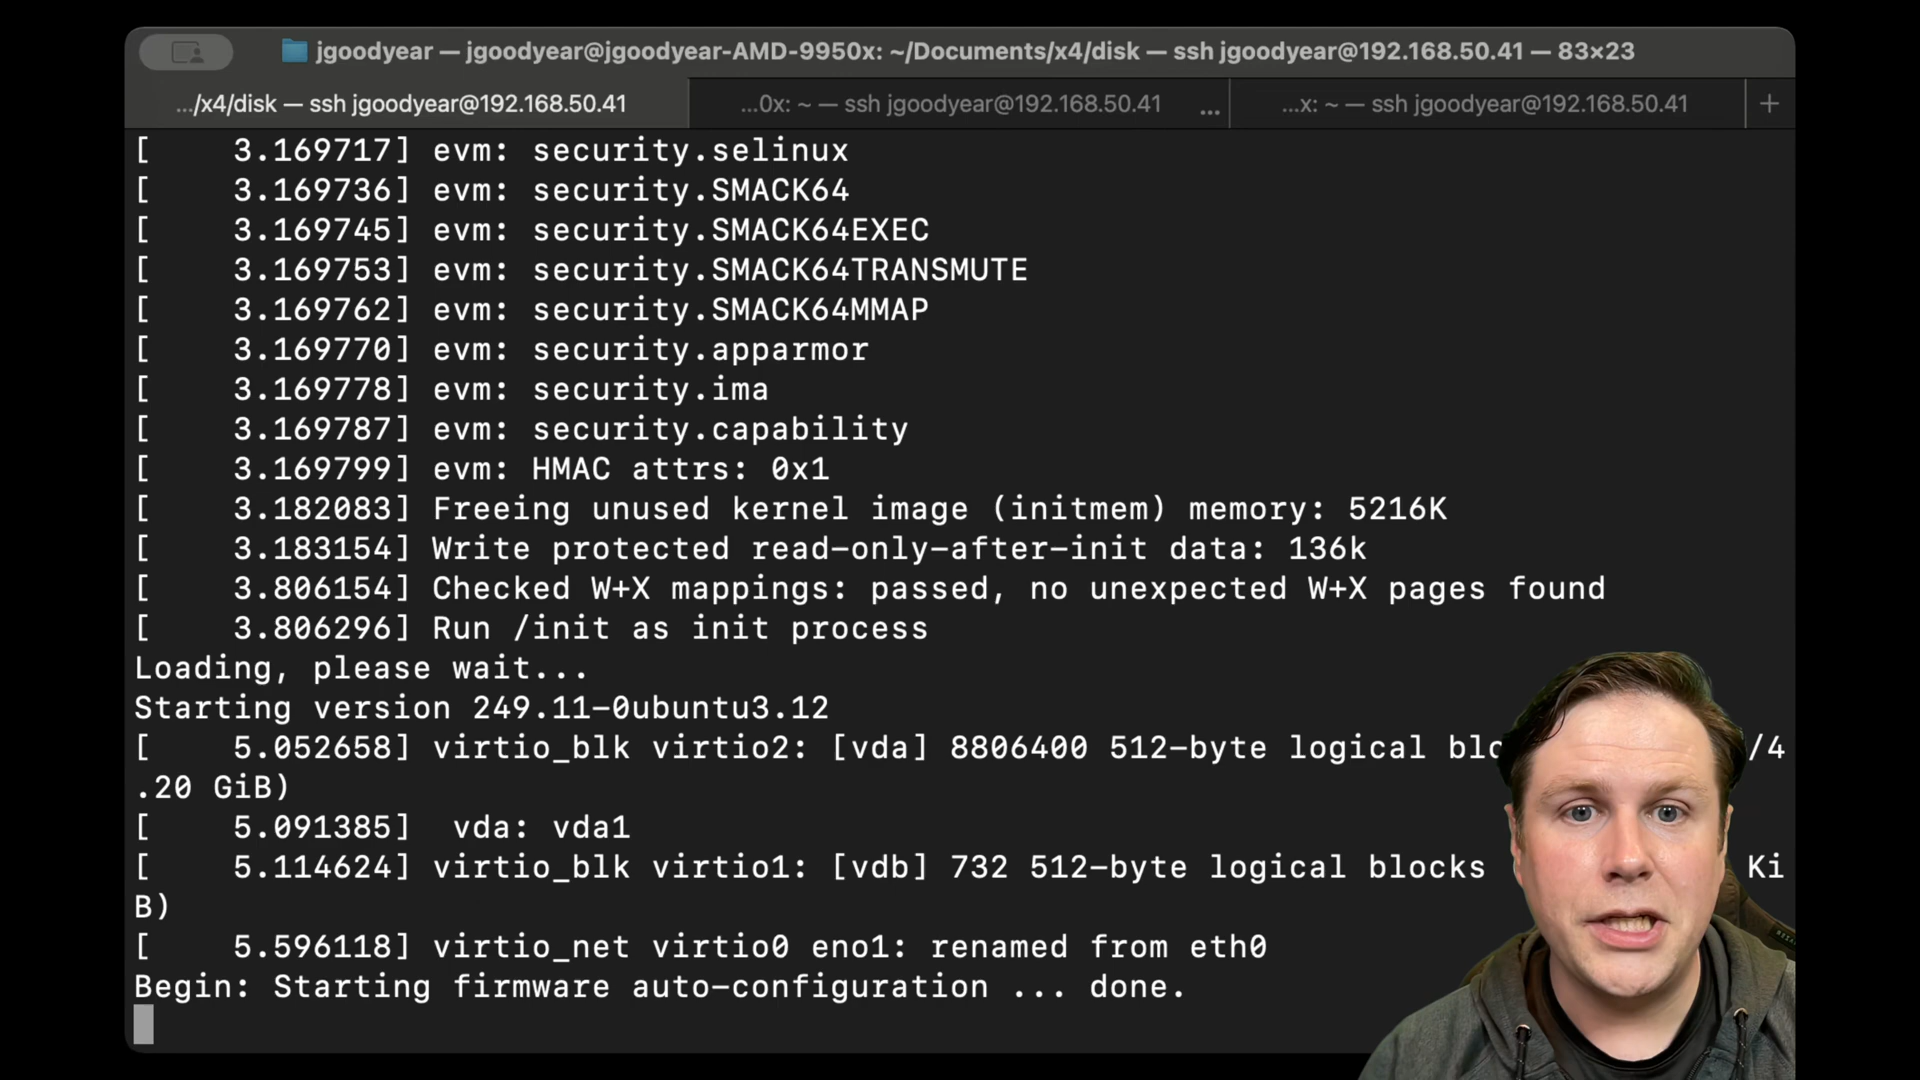 jgoodyear — jgoodyear@jgoodyear-AMD-9950x: ~/Documents/x4/disk — ssh jgoodyear@192.168.50.41 — 83×23
.../x4/disk — ssh jgoodyear@192.168.50.41 ...0x: ~ — ssh jgoodyear@192.168.50.41 ... ...x: ~ — ssh jgoodyear@192.168.50.41 +
[    3.169717] evm: security.selinux
[    3.169736] evm: security.SMACK64
[    3.169745] evm: security.SMACK64EXEC
[    3.169753] evm: security.SMACK64TRANSMUTE
[    3.169762] evm: security.SMACK64MMAP
[    3.169770] evm: security.apparmor
[    3.169778] evm: security.ima
[    3.169787] evm: security.capability
[    3.169799] evm: HMAC attrs: 0x1
[    3.182083] Freeing unused kernel image (initmem) memory: 5216K
[    3.183154] Write protected read-only-after-init data: 136k
[    3.806154] Checked W+X mappings: passed, no unexpected W+X pages found
[    3.806296] Run /init as init process
Loading, please wait...
Starting version 249.11-0ubuntu3.12
[    5.052658] virtio_blk virtio2: [vda] 8806400 512-byte logical /4
.20 GiB)
[    5.091385]  vda: vda1
[    5.114624] virtio_blk virtio1: [vdb] 732 512-byte logical blocks Ki
B)
[    5.596118] virtio_net virtio0 eno1: renamed from eth0
Begin: Starting firmware auto-configuration ... done.